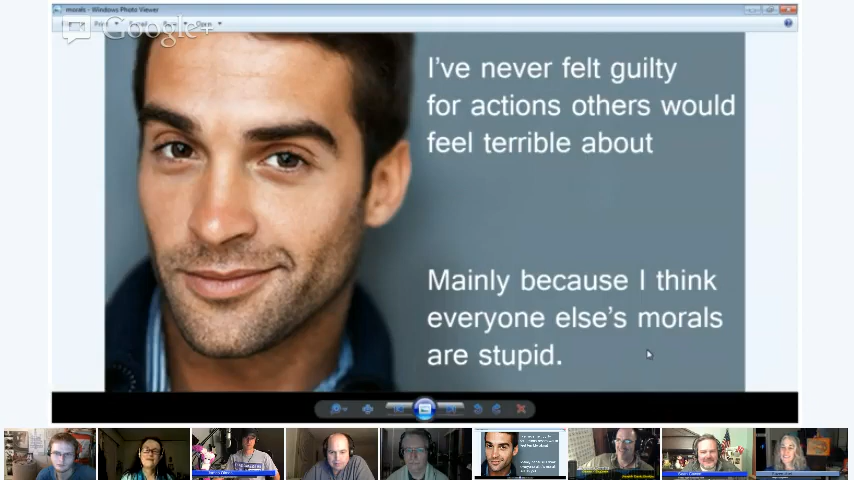 morals - Windows Photo Viewer
Google+
Open
I've never felt guilty
for actions others would
feel terrible about
Mainly because I think
everyone else's morals
are stupid.